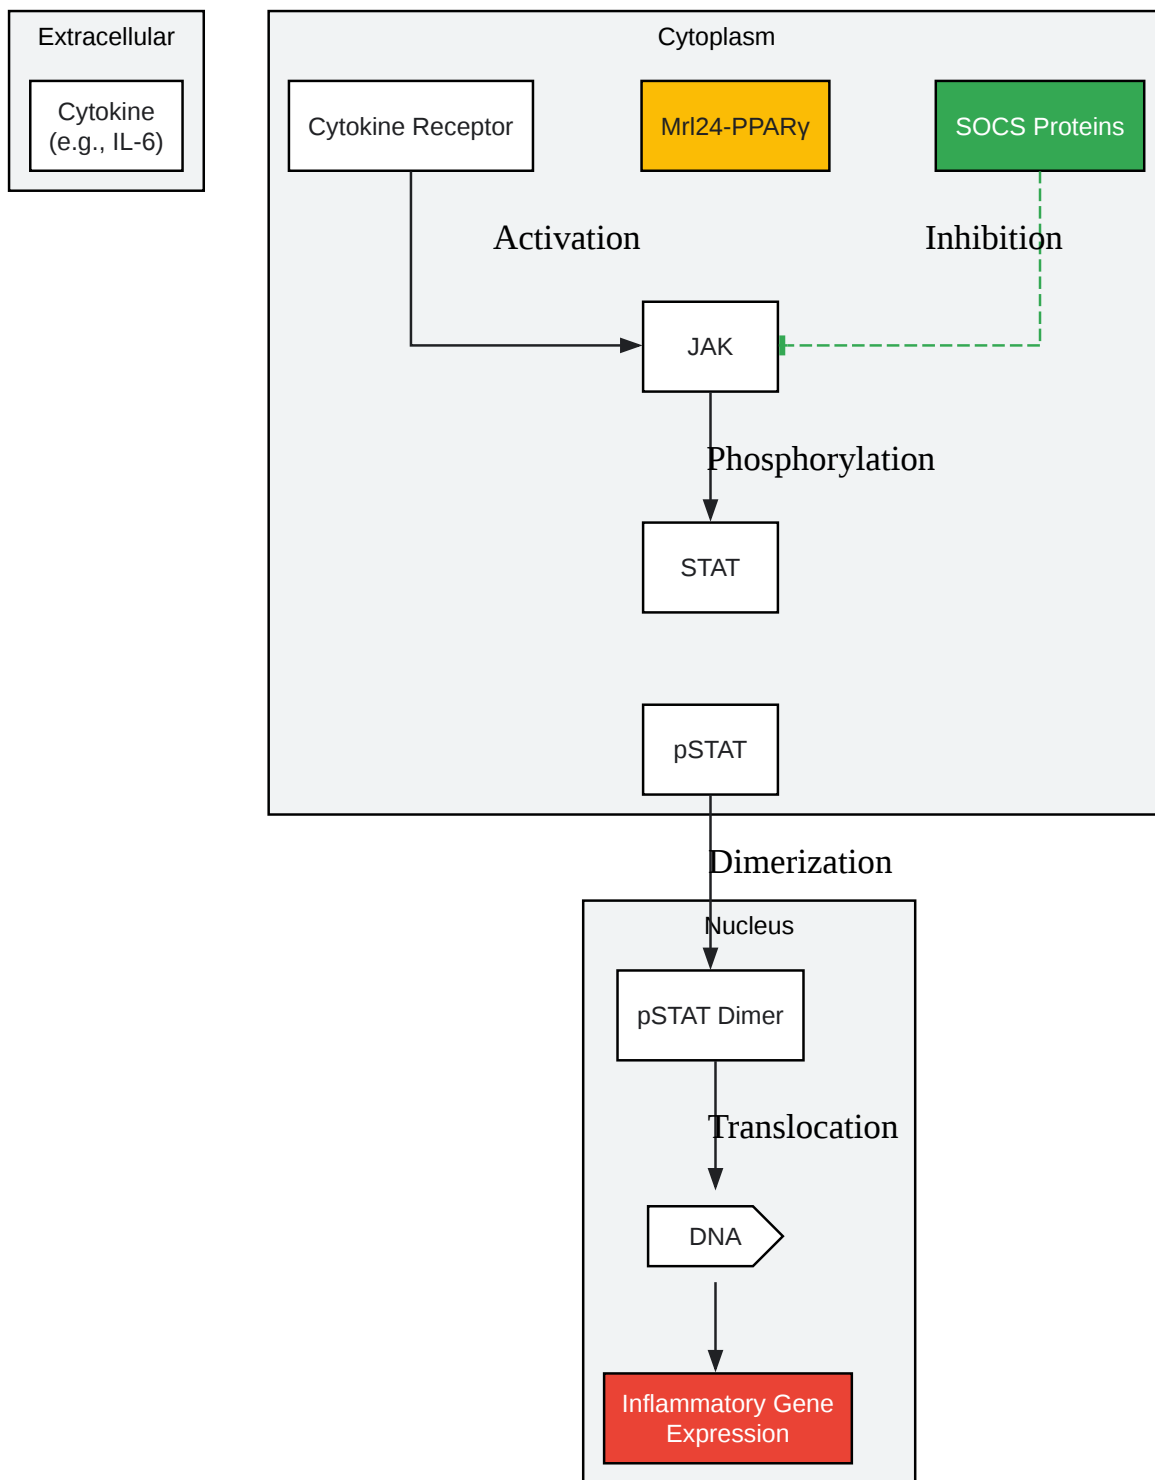 Extracellular
Cytoplasm
Cytokine
(e.g., IL-6)
Cytokine Receptor
Mrl24-PPARγ
SOCS Proteins
Activation
Inhibition
JAK
Phosphorylation
STAT
pSTAT
Dimerization
Nucleus
pSTAT Dimer
Translocation
DNA
Inflammatory Gene
Expression